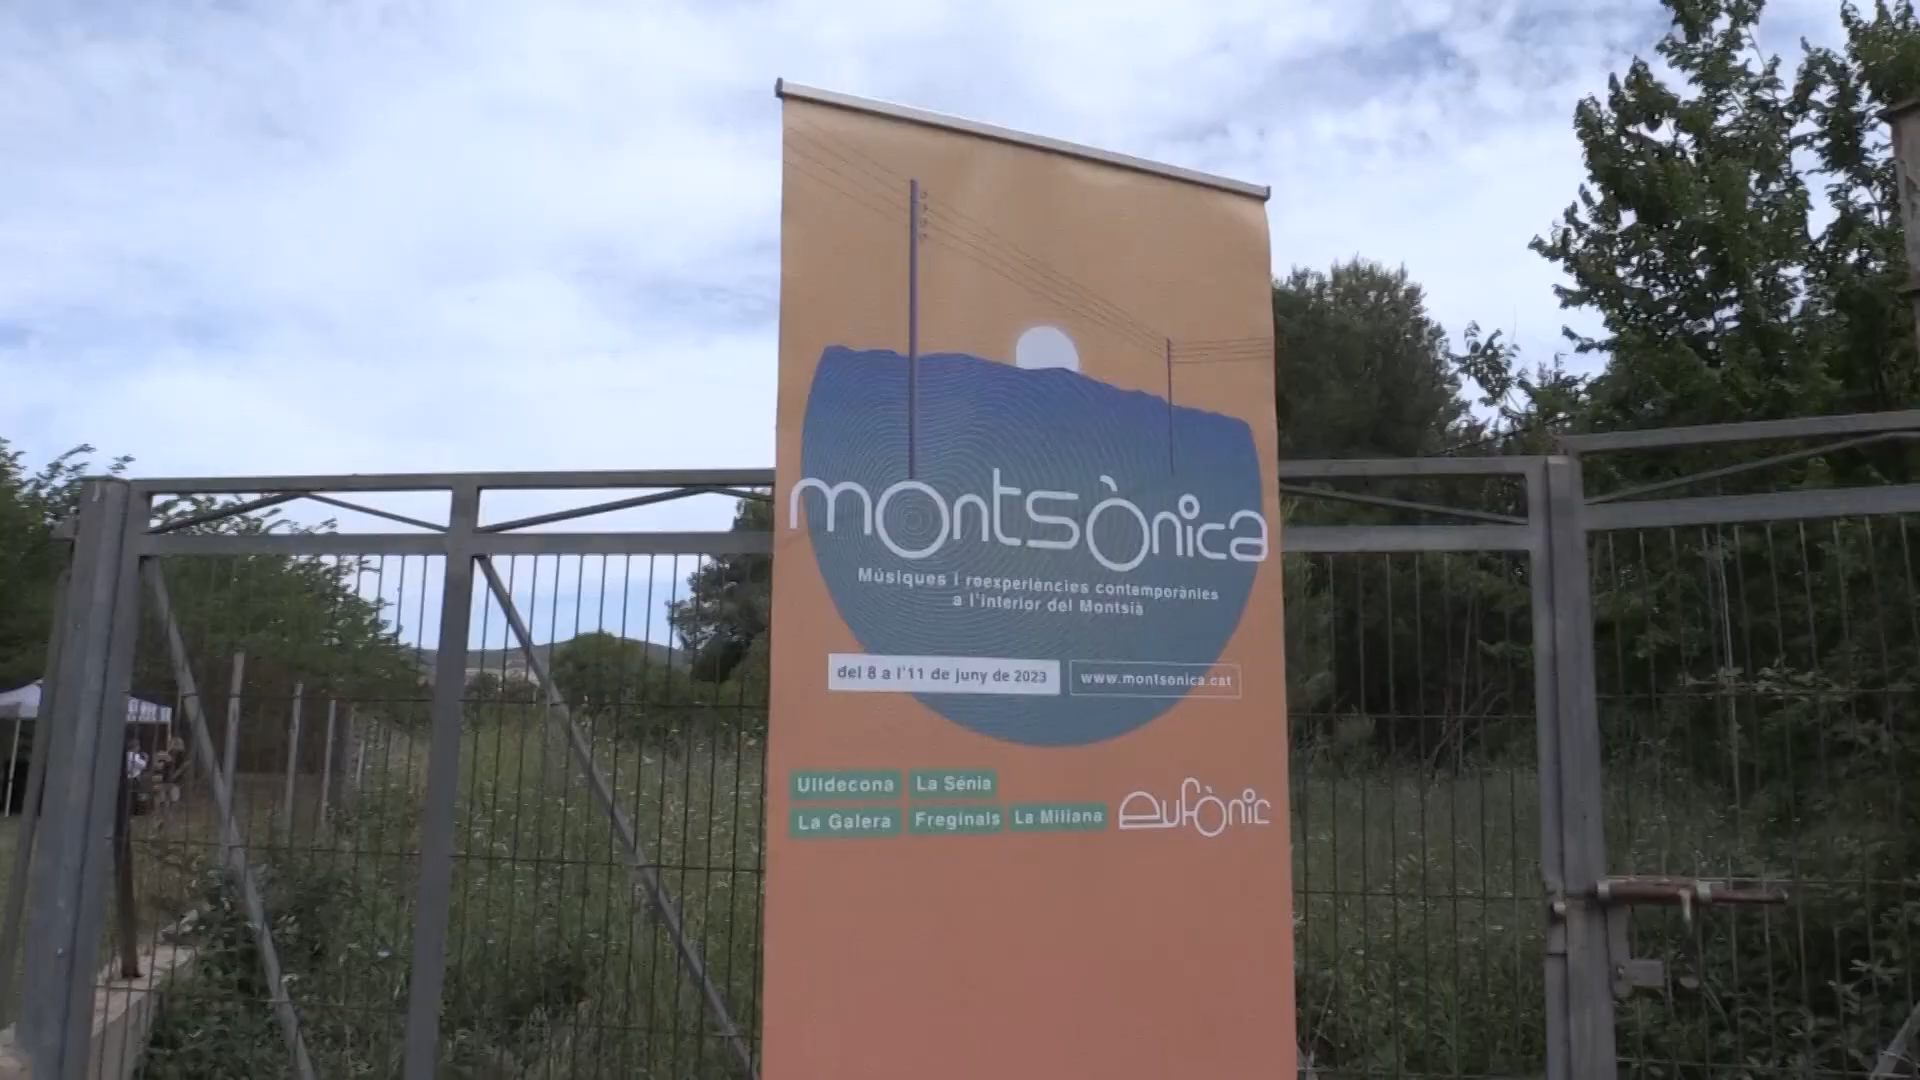 montsònica
Músiques i roexperiències contemporànies
a l'interior del Montsià
del 8 a l'11 de juny de 2023
www.montsonica.cat
Ulldecona
La Sénia
La Galera
Freginals
La Miliana
eufònic